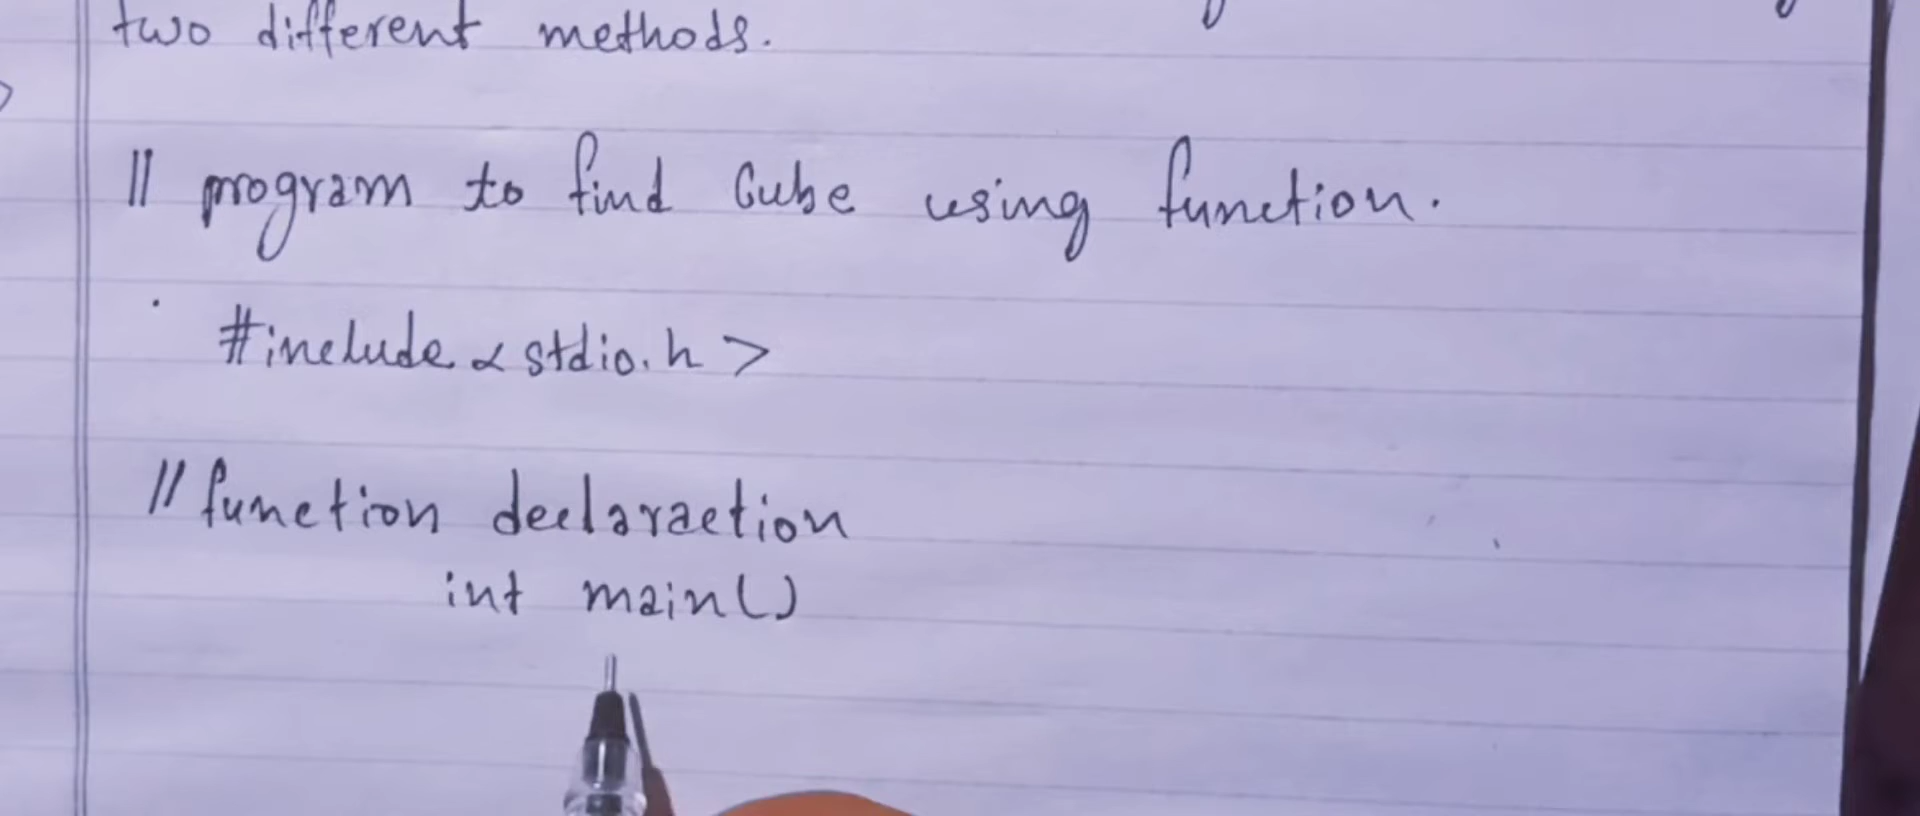 two different methods.
// program to find Cube using function.
#include < stdio.h >
// function declaraction
int main()